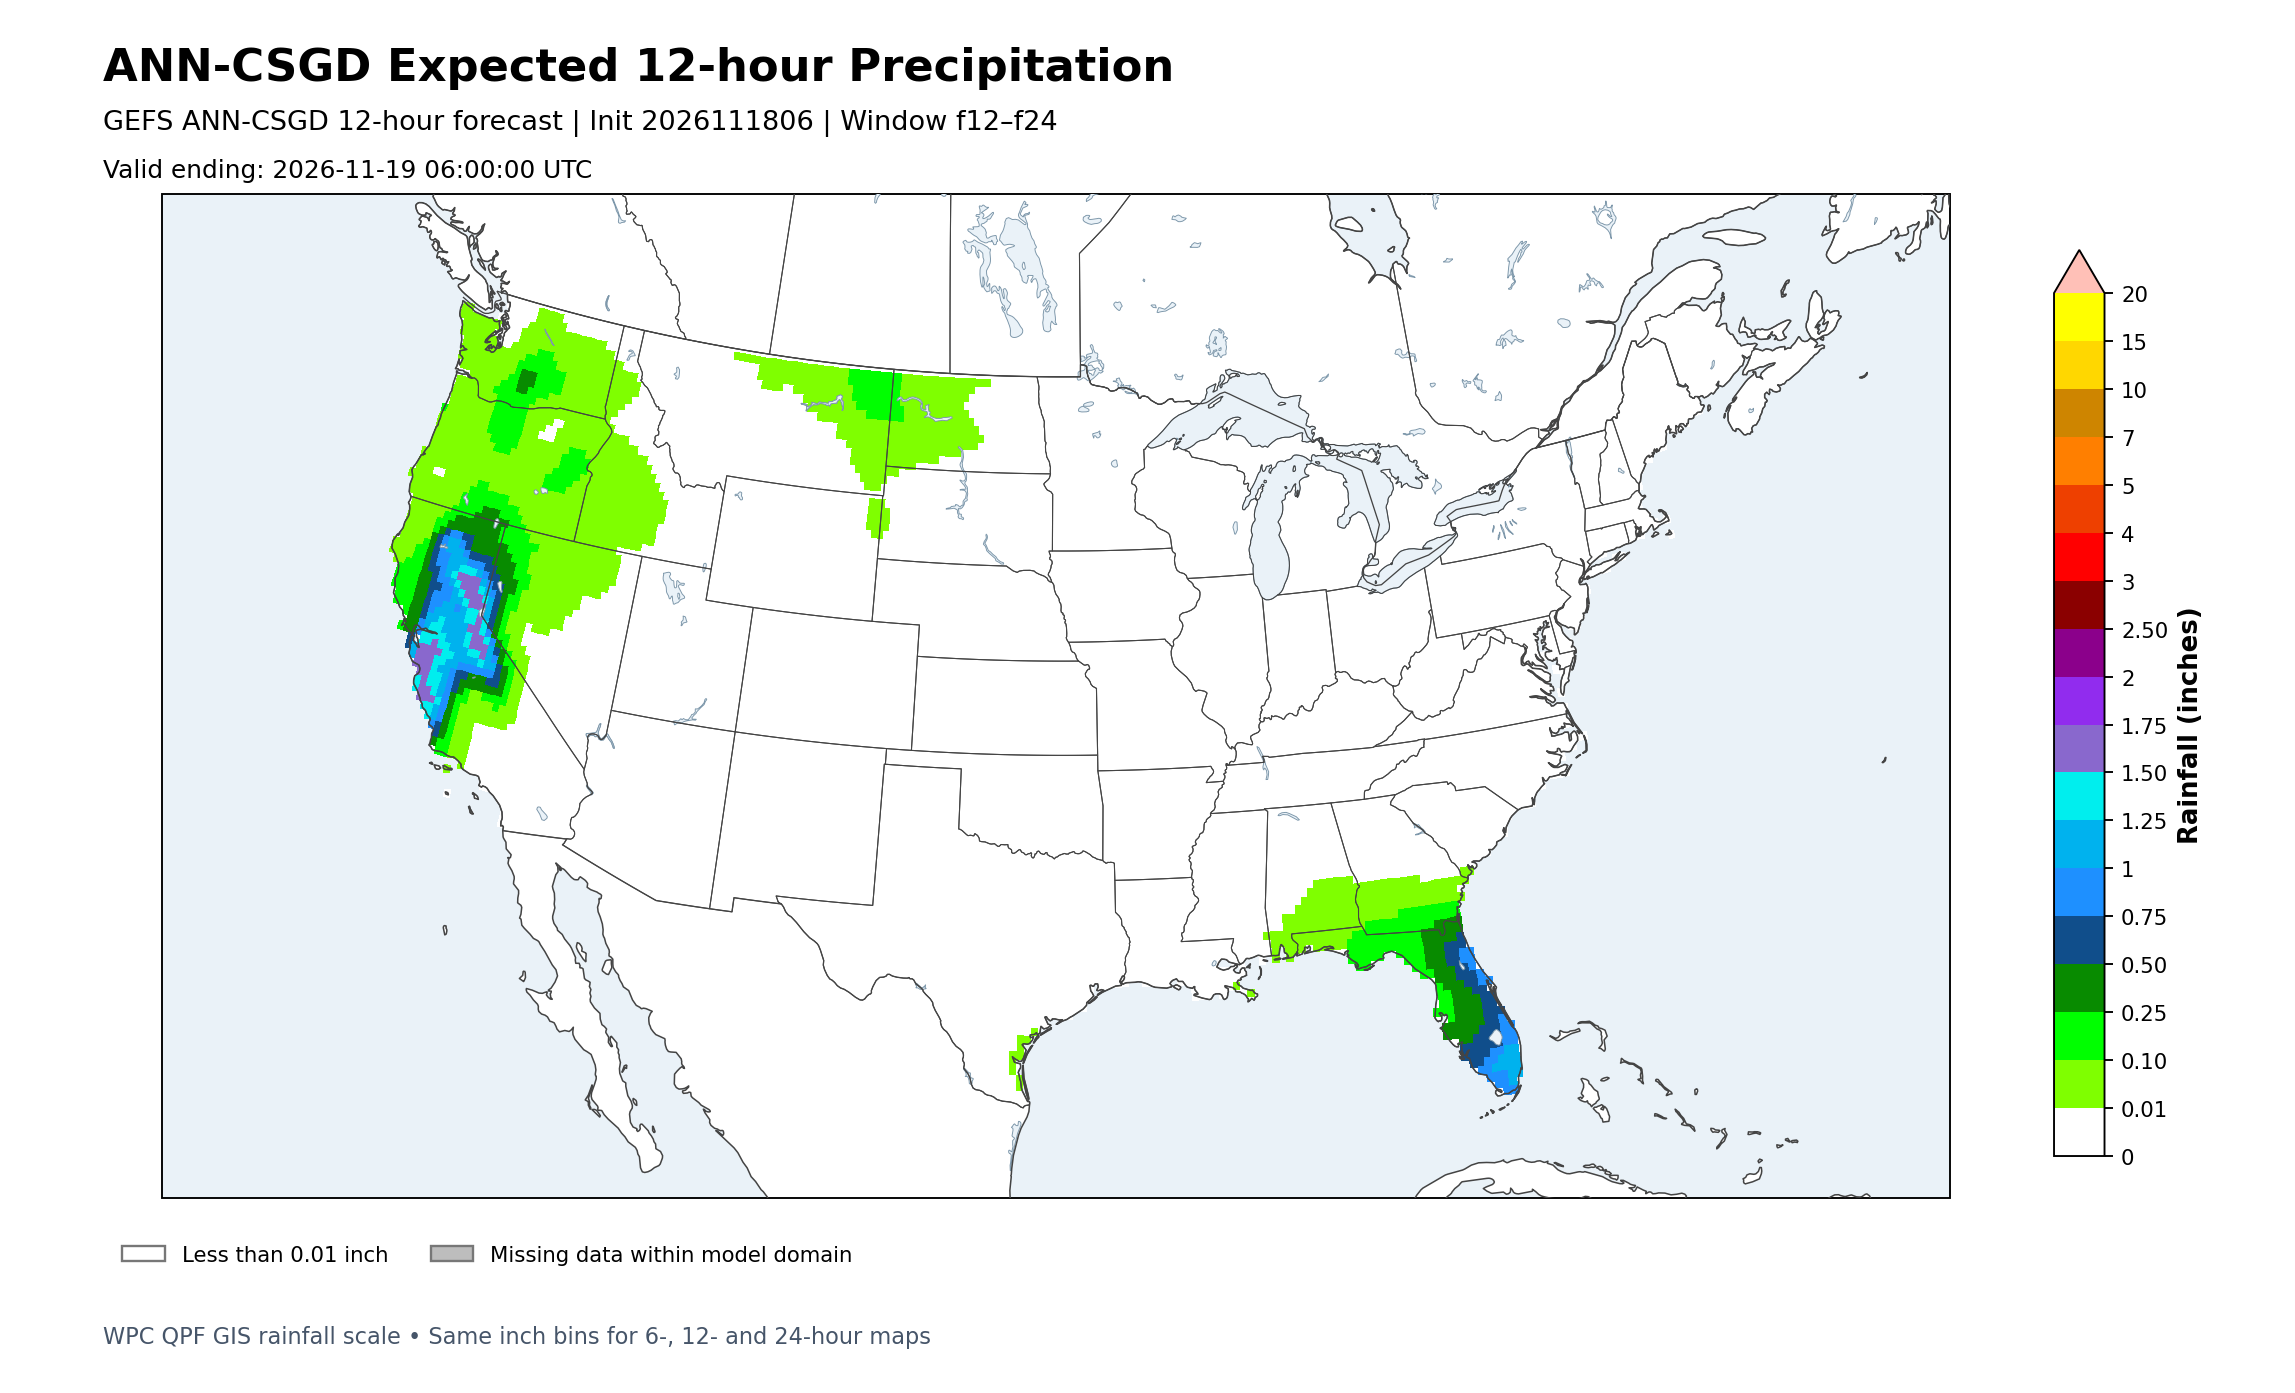 ANN-CSGD Expected 12-hour Precipitation
GEFS ANN-CSGD 12-hour forecast | Init 2026111806 | Window f12–f24
Valid ending: 2026-11-19 06:00:00 UTC
20
15
10
7
5
4
3
2.50
2
1.75
1.50
1.25
1
0.75
0.50
0.25
0.10
0.01
0
Rainfall (inches)
Less than 0.01 inch
Missing data within model domain
WPC QPF GIS rainfall scale • Same inch bins for 6-, 12- and 24-hour maps